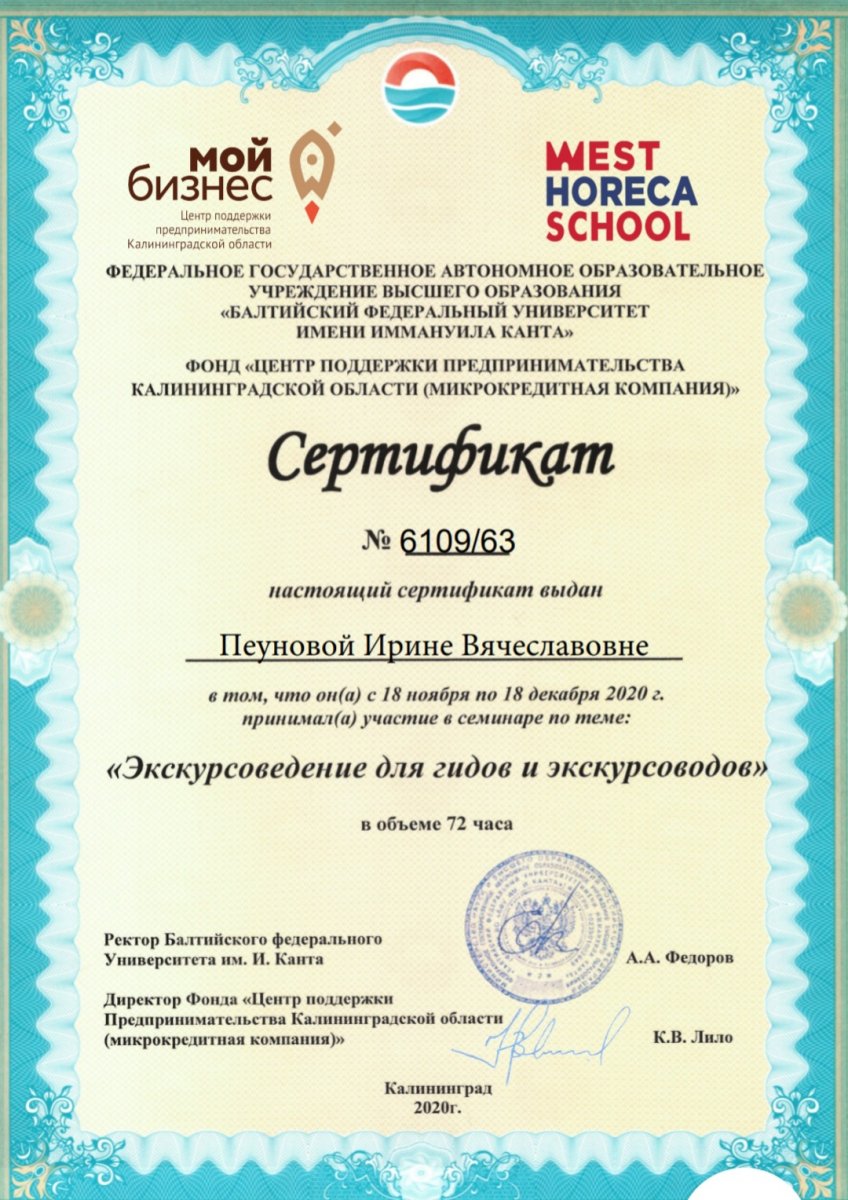 мой
бизнес
Центр поддержки
предпринимательства
Калининградской области
WEST
HORECA
SCHOOL
ФЕДЕРАЛЬНОЕ ГОСУДАРСТВЕННОЕ АВТОНОМНОЕ ОБРАЗОВАТЕЛЬНОЕ
УЧРЕЖДЕНИЕ ВЫСШЕГО ОБРАЗОВАНИЯ
«БАЛТИЙСКИЙ ФЕДЕРАЛЬНЫЙ УНИВЕРСИТЕТ
ИМЕНИ ИММАНУИЛА КАНТА»
ФОНД «ЦЕНТР ПОДДЕРЖКИ ПРЕДПРИНИМАТЕЛЬСТВА
КАЛИНИНГРАДСКОЙ ОБЛАСТИ (МИКРОКРЕДИТНАЯ КОМПАНИЯ)»
Сертификат
№ 6109/63
настоящий сертификат выдан
Пеуновой Ирине Вячеславовне
в том, что он(а) с 18 ноября по 18 декабря 2020 г.
принимал(а) участие в семинаре по теме:
«Экскурсоведение для гидов и экскурсоводов»
в объеме 72 часа
Ректор Балтийского федерального
Университета им. И. Канта
А.А. Федоров
Директор Фонда «Центр поддержки
Предпринимательства Калининградской области
(микрокредитная компания)»
К.В. Лило
Калининград
2020г.